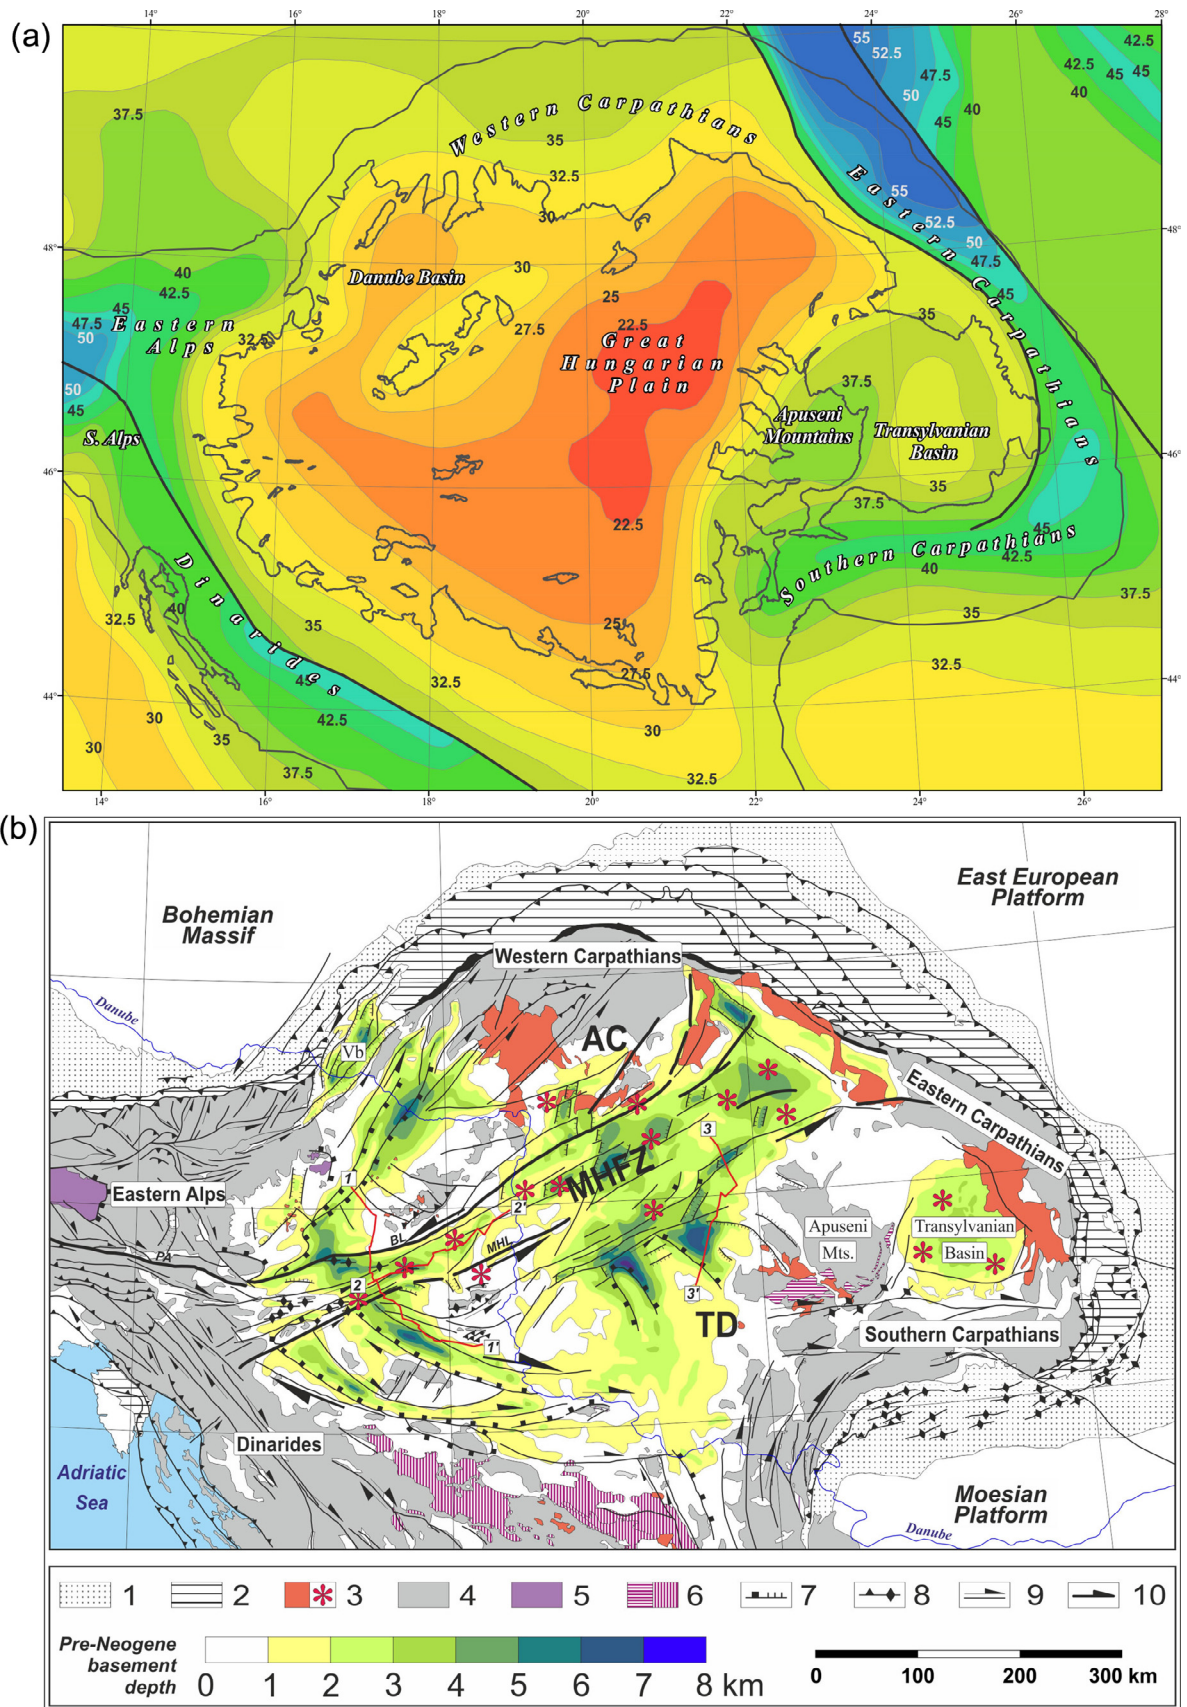 (a)
14°
16°
18°
20°
22°
24°
26°
28°
55
52.5
47.5
50
45
40
42.5
45
45
42.5
40
37.5
Western Carpathians
35
32.5
30
55
52.5
50
47.5
45
Eastern Carpathians
48°
48°
40
42.5
45
47.5
50
Eastern
Alps
32.5
Danube Basin
30
27.5
25
22.5
Great
Hungarian
Plain
35
37.5
Apuseni
Mountains
Transylvanian
Basin
35
37.5
50
45
S. Alps
46°
46°
22.5
45
42.5
40
Southern Carpathians
37.5
35
32.5
Dinarides
40
32.5
35
45
42.5
32.5
25
27.5
30
32.5
44°
44°
30
30
35
37.5
14°
16°
18°
20°
22°
24°
26°
(b)
Bohemian
Massif
East European
Platform
Western Carpathians
Danube
Vb
AC
Eastern Carpathians
3
MHFZ
1
2'
Eastern Alps
BL
MHL
PA
Apuseni
Mts.
Transylvanian
Basin
2
3'
TD
1'
Southern Carpathians
Dinarides
Adriatic
Sea
Moesian
Platform
Danube
1
2
3
4
5
6
7
8
9
10
Pre-Neogene
basement
depth
0 1 2 3 4 5 6 7 8 km
0 100 200 300 km